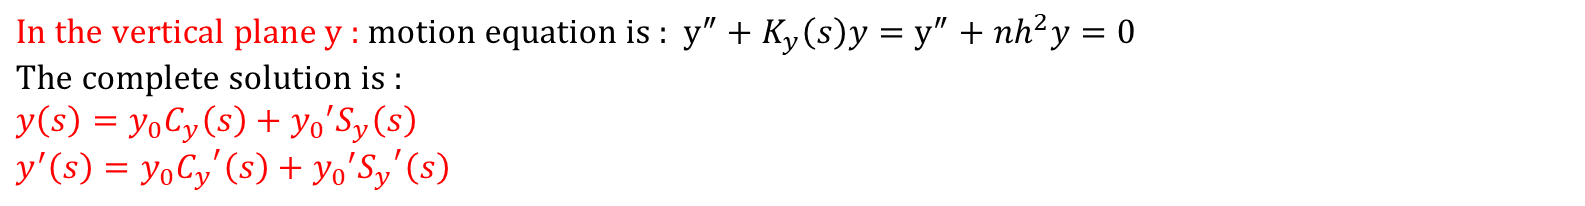 In the vertical plane y : motion equation is : y″ + K_y(s)y = y″ + nh²y = 0
The complete solution is :
y(s) = y₀C_y(s) + y₀′S_y(s)
y′(s) = y₀C_y′(s) + y₀′S_y′(s)